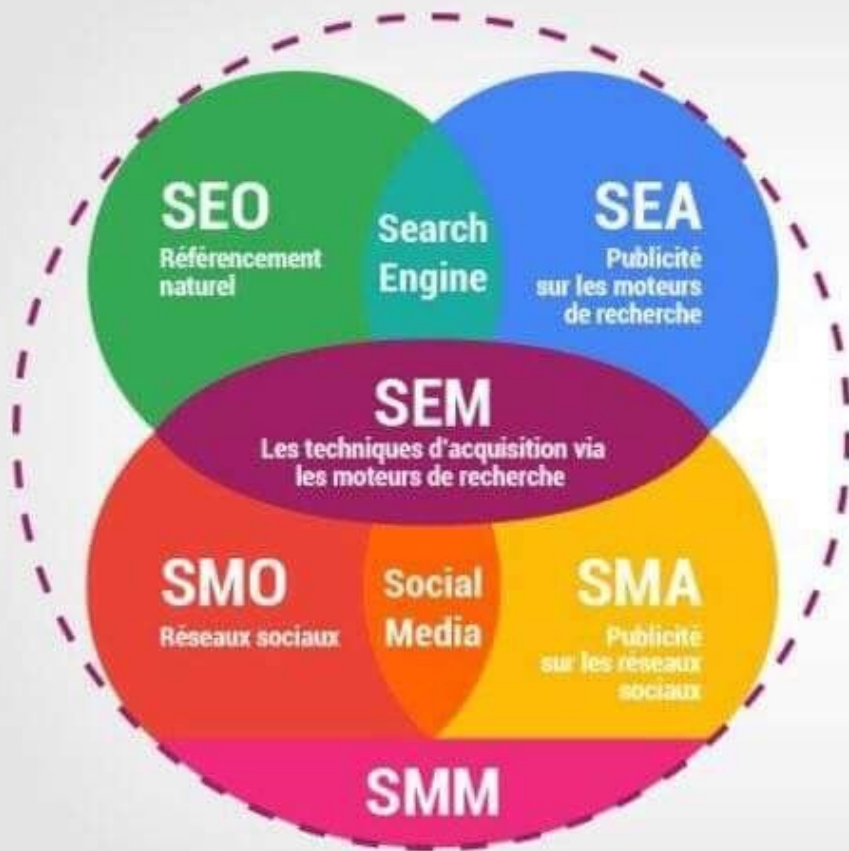 SEO
Référencement
naturel
Search
Engine
SEA
Publicité
sur les moteurs
de recherche
SEM
Les techniques d'acquisition via
les moteurs de recherche
SMO
Réseaux sociaux
Social
Media
SMA
Publicité
sur les réseaux
sociaux
SMM